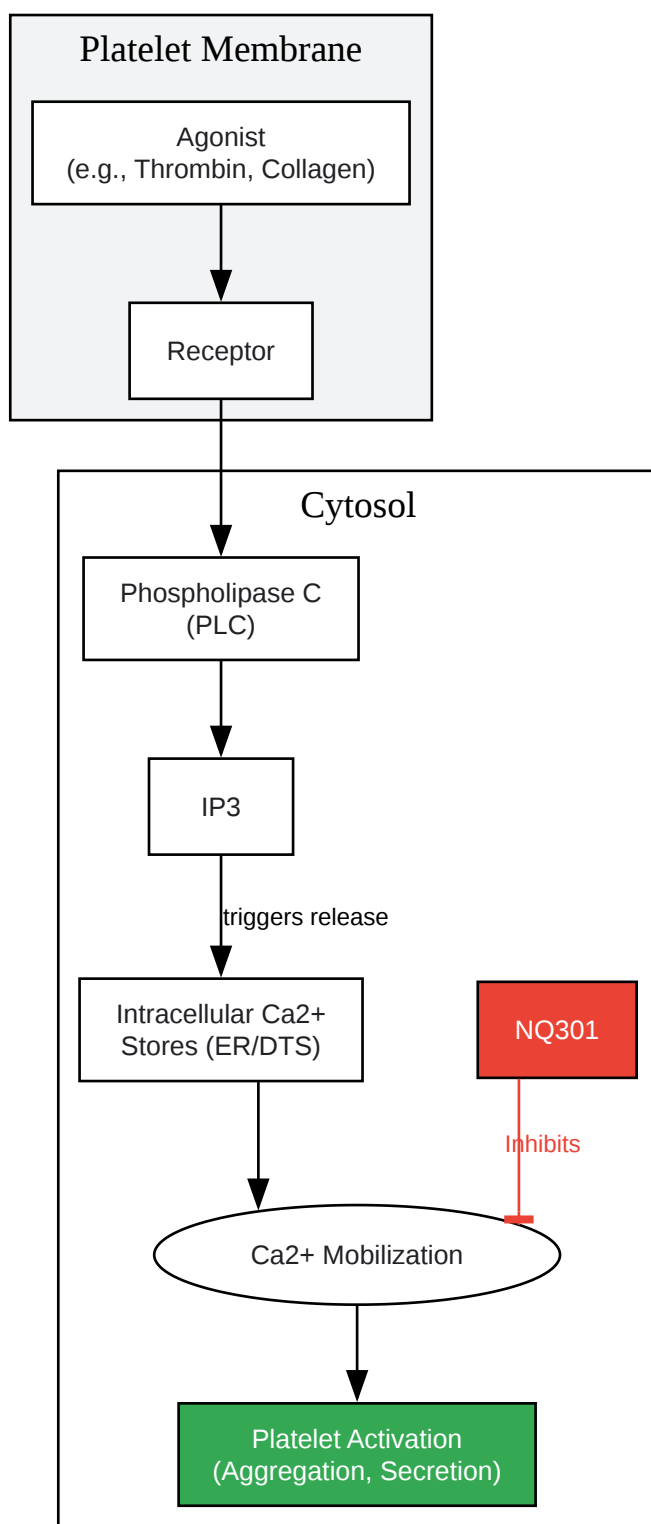 Platelet Membrane
Agonist
(e.g., Thrombin, Collagen)
Receptor
Cytosol
Phospholipase C
(PLC)
IP3
triggers release
Intracellular Ca2+
Stores (ER/DTS)
NQ301
Inhibits
Ca2+ Mobilization
Platelet Activation
(Aggregation, Secretion)